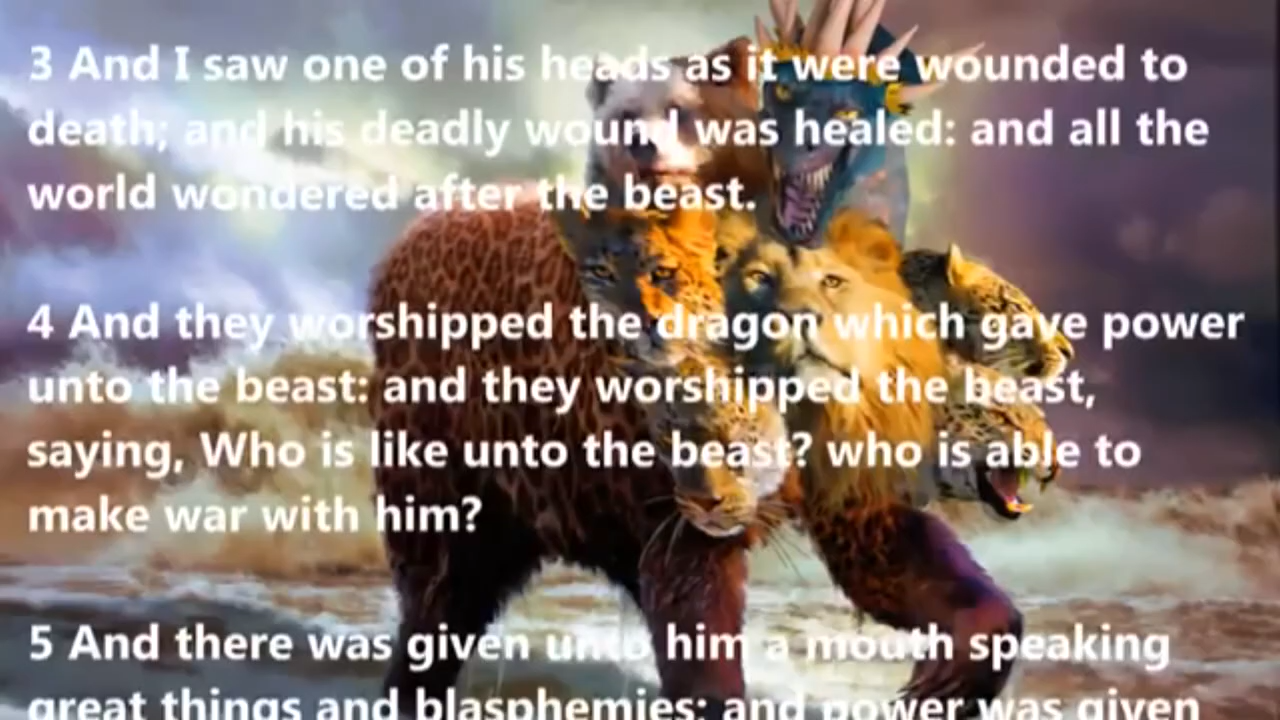 3 And I saw one of his heads as it were wounded to
death; and his deadly wound was healed: and all the
world wondered after the beast.
4 And they worshipped the dragon which gave power
unto the beast: and they worshipped the beast,
saying, Who is like unto the beast? who is able to
make war with him?
5 And there was given unto him a mouth speaking
great things and blasphemies; and power was given